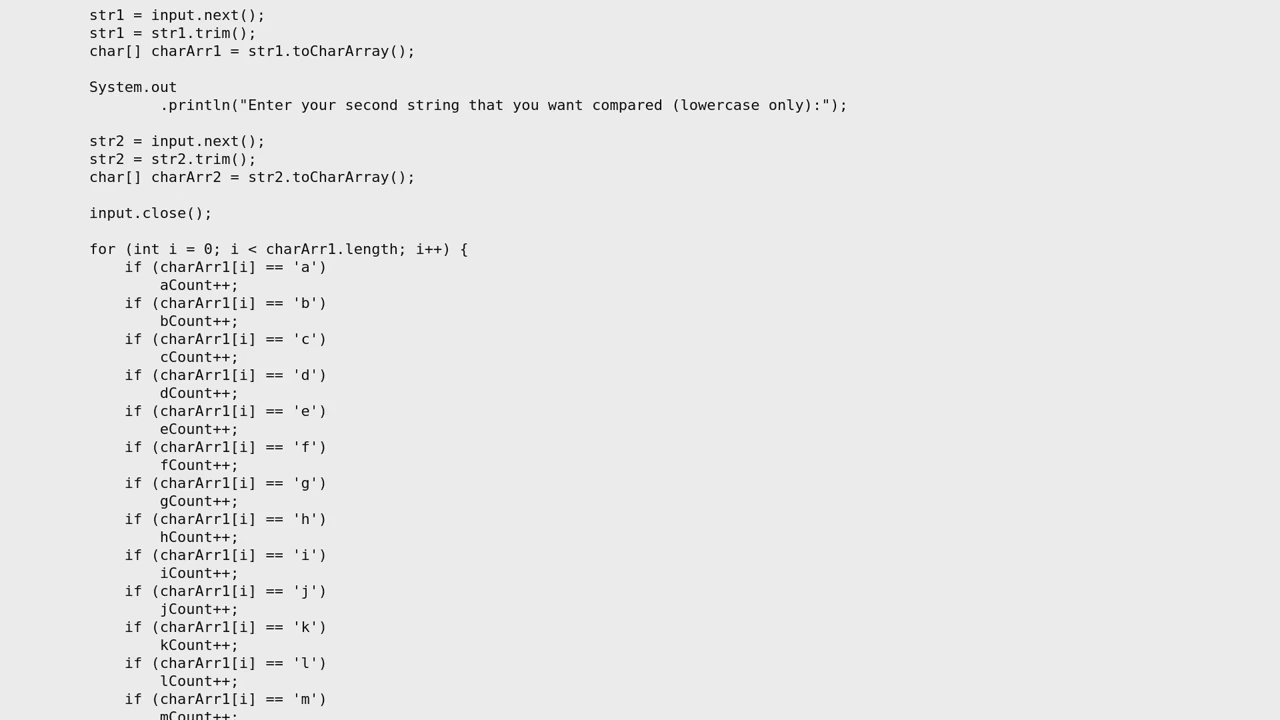 str1 = input.next();
str1 = str1.trim();
char[] charArr1 = str1.toCharArray();
System.out
.println("Enter your second string that you want compared (lowercase only):");
str2 = input.next();
str2 = str2.trim();
char[] charArr2 = str2.toCharArray();
input.close();
for (int i = 0; i < charArr1.length; i++) {
if (charArr1[i] == 'a')
aCount++;
if (charArr1[i] == 'b')
bCount++;
if (charArr1[i] == 'c')
cCount++;
if (charArr1[i] == 'd')
dCount++;
if (charArr1[i] == 'e')
eCount++;
if (charArr1[i] == 'f')
fCount++;
if (charArr1[i] == 'g')
gCount++;
if (charArr1[i] == 'h')
hCount++;
if (charArr1[i] == 'i')
iCount++;
if (charArr1[i] == 'j')
jCount++;
if (charArr1[i] == 'k')
kCount++;
if (charArr1[i] == 'l')
lCount++;
if (charArr1[i] == 'm')
mCount++;